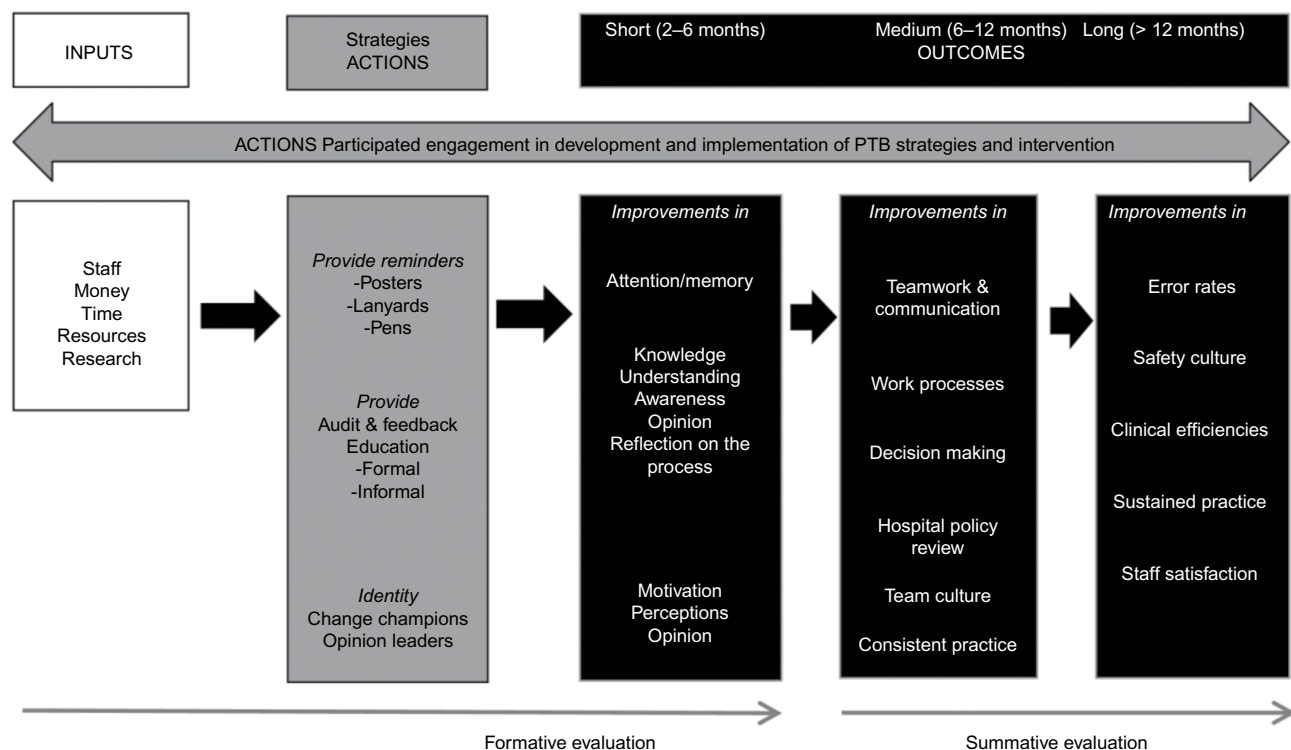 INPUTS
Strategies
ACTIONS
Short (2–6 months)
Medium (6–12 months)
Long (> 12 months)
OUTCOMES
ACTIONS Participated engagement in development and implementation of PTB strategies and intervention
Staff
Money
Time
Resources
Research
Provide reminders
-Posters
-Lanyards
-Pens
Provide
Audit & feedback
Education
-Formal
-Informal
Identity
Change champions
Opinion leaders
Improvements in
Attention/memory
Knowledge
Understanding
Awareness
Opinion
Reflection on the
process
Motivation
Perceptions
Opinion
Improvements in
Teamwork &
communication
Work processes
Decision making
Hospital policy
review
Team culture
Consistent practice
Improvements in
Error rates
Safety culture
Clinical efficiencies
Sustained practice
Staff satisfaction
Formative evaluation
Summative evaluation